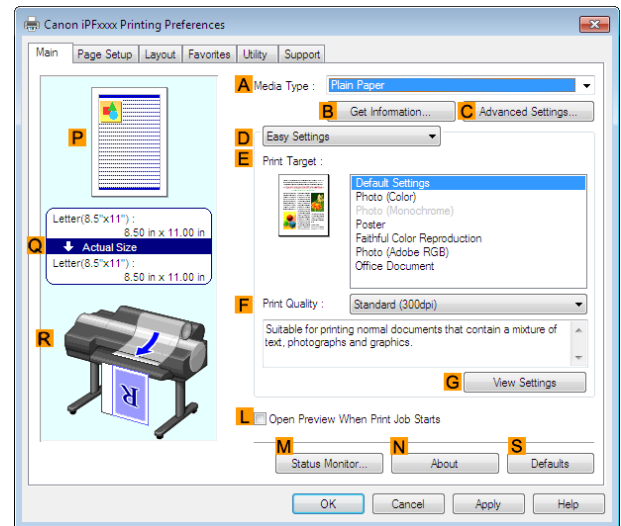 Canon iPFxxxx Printing Preferences
Main Page Setup Layout Favorites Utility Support
A Media Type : Plain Paper
B Get Information... C Advanced Settings...
D Easy Settings
E Print Target :
Default Settings
Photo (Color)
Photo (Monochrome)
Poster
Faithful Color Reproduction
Photo (Adobe RGB)
Office Document
F Print Quality : Standard (300dpi)
Suitable for printing normal documents that contain a mixture of
text, photographs and graphics.
G View Settings
P
Letter(8.5"x11") :
8.50 in x 11.00 in
Q Actual Size
Letter(8.5"x11") :
8.50 in x 11.00 in
R
R
L Open Preview When Print Job Starts
M Status Monitor... N About S Defaults
OK Cancel Apply Help